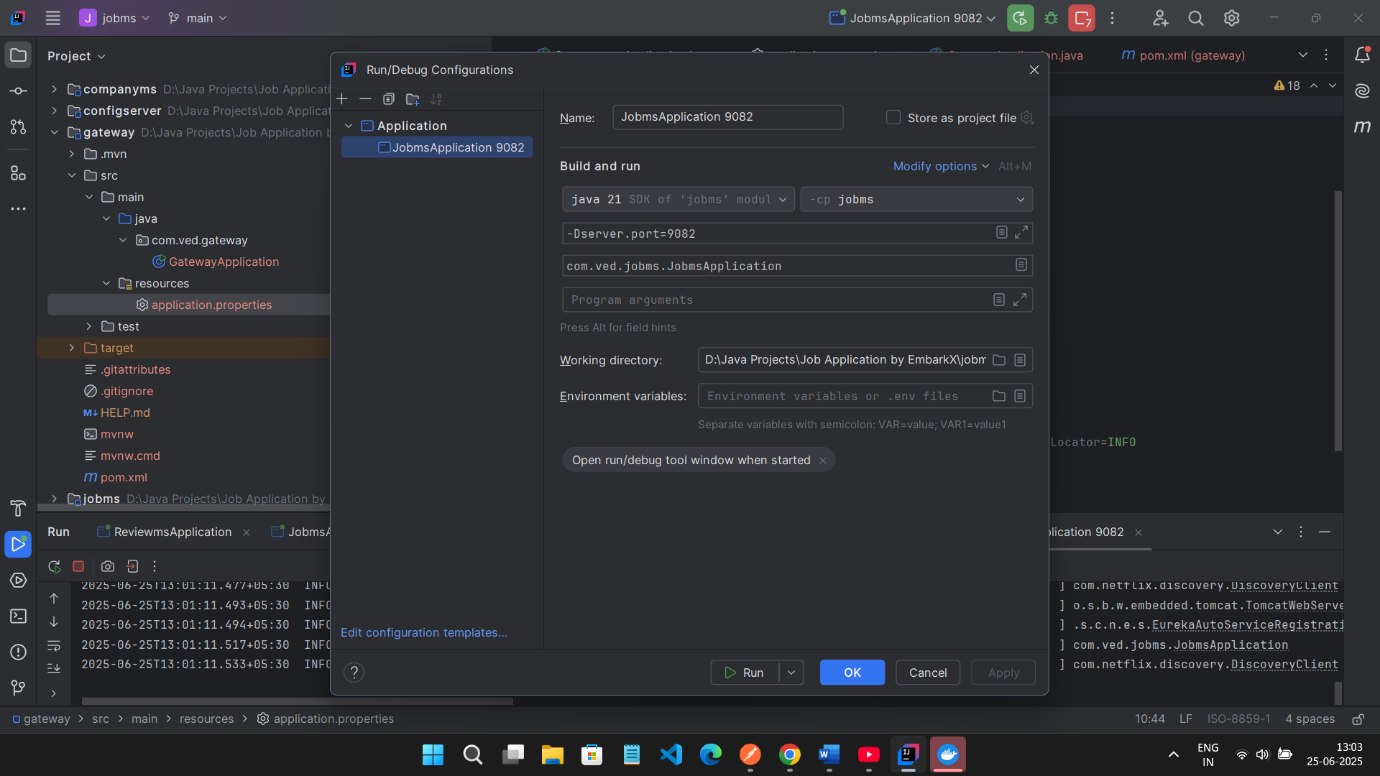 J jobms main JobmsApplication 9082 7
Project
n.java m pom.xml (gateway)
Run/Debug Configurations
18
companyms D:\Java Projects\Job Applicati
configserver D:\Java Projects\Job Applicat
gateway D:\Java Projects\Job Application b
.mvn
src
main
java
com.ved.gateway
GatewayApplication
resources
application.properties
test
target
.gitattributes
.gitignore
M↓ HELP.md
mvnw
mvnw.cmd
m pom.xml
jobms D:\Java Projects\Job Application by
Application
JobmsApplication 9082
Edit configuration templates...
Name: JobmsApplication 9082 Store as project file
Build and run Modify options Alt+M
java 21 SDK of 'jobms' modul -cp jobms
-Dserver.port=9082
com.ved.jobms.JobmsApplication
Program arguments
Press Alt for field hints
Working directory: D:\Java Projects\Job Application by EmbarkX\jobm
Environment variables: Environment variables or .env files
Separate variables with semicolon: VAR=value; VAR1=value1
Open run/debug tool window when started
? Run OK Cancel Apply
Locator=INFO
m
Run ReviewmsApplication JobmsA plication 9082
2025-06-25T13:01:11.477+05:30 INFO ] com.netflix.discovery.DiscoveryClient
2025-06-25T13:01:11.493+05:30 INFO ] o.s.b.w.embedded.tomcat.TomcatWebServe
2025-06-25T13:01:11.494+05:30 INFO ] .s.c.n.e.s.EurekaAutoServiceRegistrati
2025-06-25T13:01:11.517+05:30 INFO ] com.ved.jobms.JobmsApplication
2025-06-25T13:01:11.533+05:30 INFO ] com.netflix.discovery.DiscoveryClient
gateway > src > main > resources > application.properties 10:44 LF ISO-8859-1 4 spaces
ENG
IN
13:03
25-06-2025